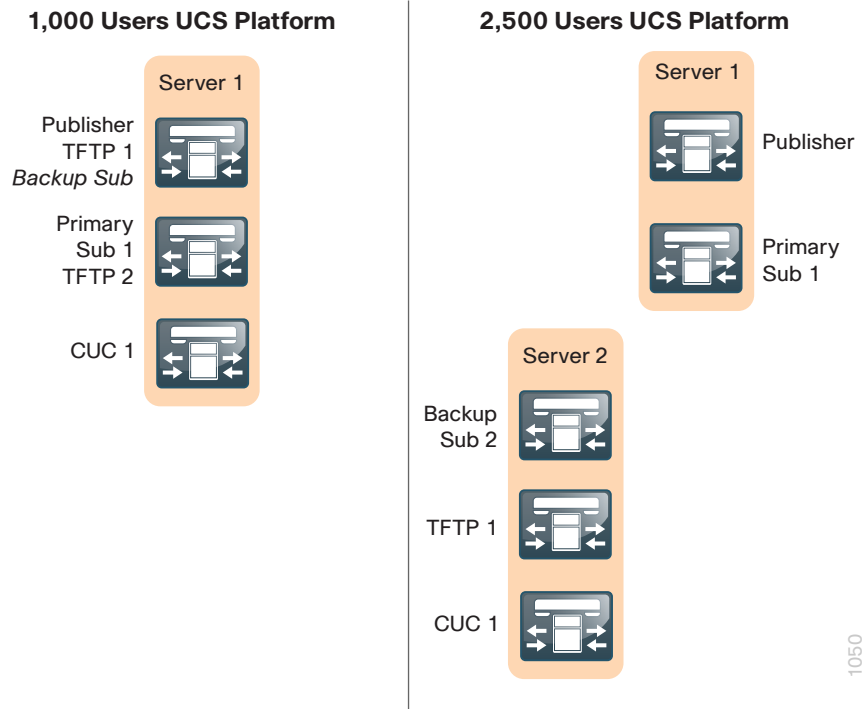 1,000 Users UCS Platform
Server 1
Publisher
TFTP 1
Backup Sub
Primary
Sub 1
TFTP 2
CUC 1
2,500 Users UCS Platform
Server 1
Publisher
Primary
Sub 1
Server 2
Backup
Sub 2
TFTP 1
CUC 1
1050